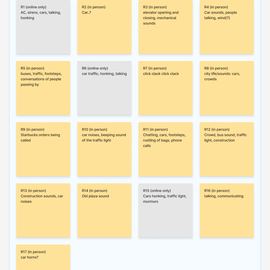 R1 (online only)
AC, sirens, cars, talking,
honking
R2 (in person)
Car..?
R3 (in person)
elevator opening and
closing, mechanical
sounds
R4 (in person)
Car sounds, people
talking, wind(?)
R5 (in person)
buses, traffic, footsteps,
conversations of people
passing by
R6 (online only)
car traffic, honking, talking
R7 (in person)
click clack click clack
R8 (in person)
city life/sounds: cars,
crowds
R9 (in person)
Starbucks orders being
called
R10 (in person)
car noises, beeping sound
of the traffic light
R11 (in person)
Chatting, cars, footsteps,
rustling of bags, phone
calls
R12 (in person)
Crowd, bus sound, traffic
light, construction
R13 (in person)
Construction sounds, car
noises
R14 (in person)
Old pizza sound
R15 (online only)
Cars honking, traffic light,
murmurs
R16 (in person)
talking, communicating
R17 (in person)
car horns?